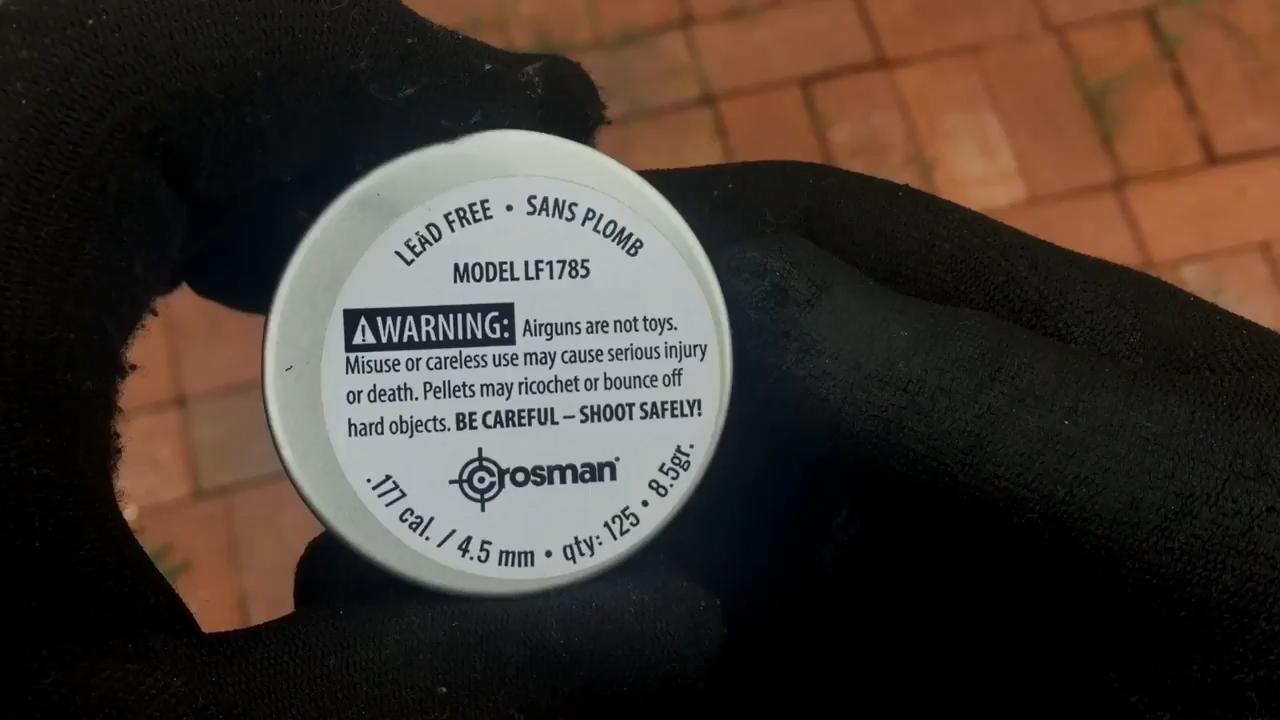 LEAD FREE • SANS PLOMB
MODEL LF1785
WARNING: Airguns are not toys.
Misuse or careless use may cause serious injury
or death. Pellets may ricochet or bounce off
hard objects. BE CAREFUL – SHOOT SAFELY!
Crosman
.177 cal. / 4.5 mm • qty: 125 • 8.5gr.